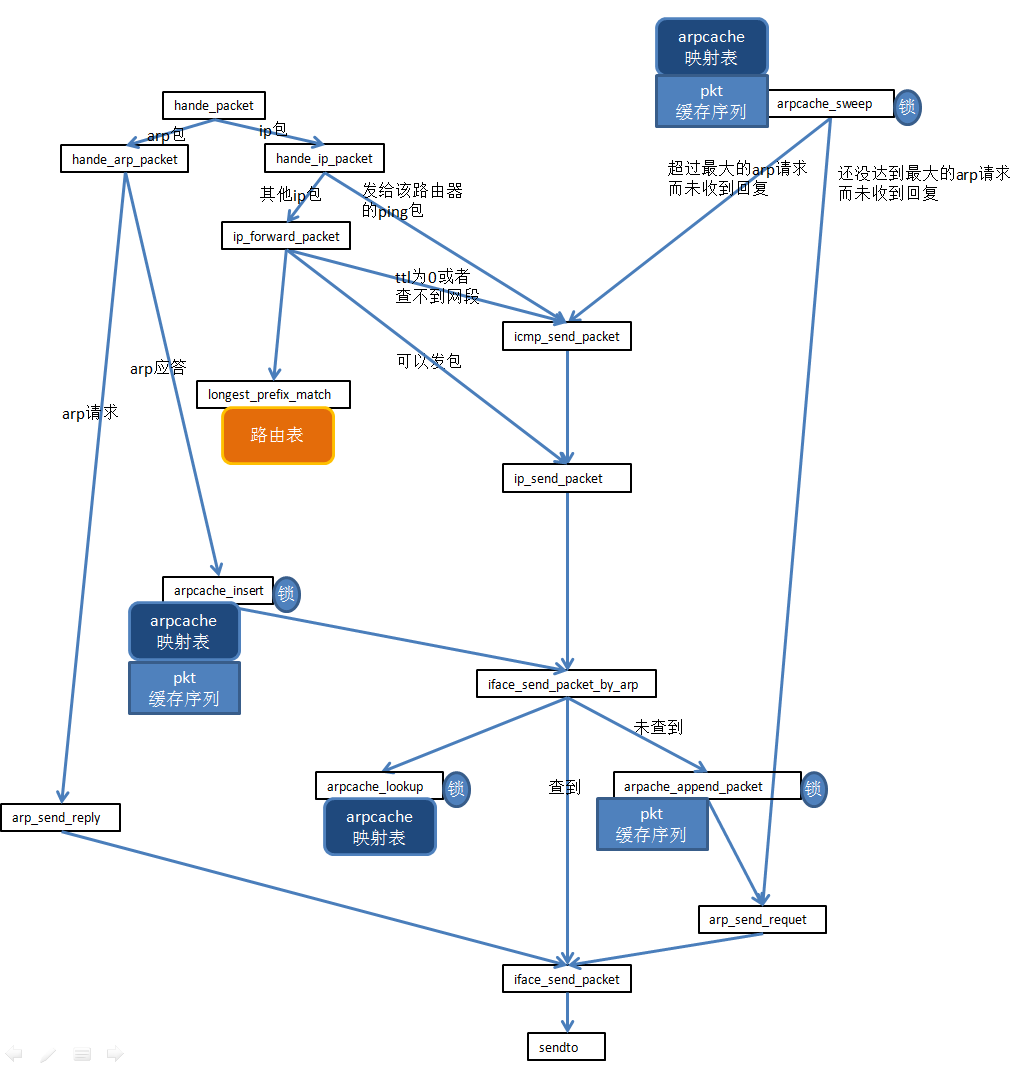 arpcache
映射表
pkt
缓存序列
arpcache_sweep
锁
hande_packet
arp包
ip包
hande_arp_packet
hande_ip_packet
其他ip包
发给该路由器
的ping包
超过最大的arp请求
而未收到回复
还没达到最大的arp请求
而未收到回复
ip_forward_packet
ttl为0或者
查不到网段
icmp_send_packet
可以发包
arp应答
longest_prefix_match
arp请求
路由表
ip_send_packet
arpcache_insert
锁
arpcache
映射表
pkt
缓存序列
iface_send_packet_by_arp
未查到
arpcache_lookup
锁
arpcache
映射表
查到
arpache_append_packet
锁
pkt
缓存序列
arp_send_reply
arp_send_requet
iface_send_packet
sendto